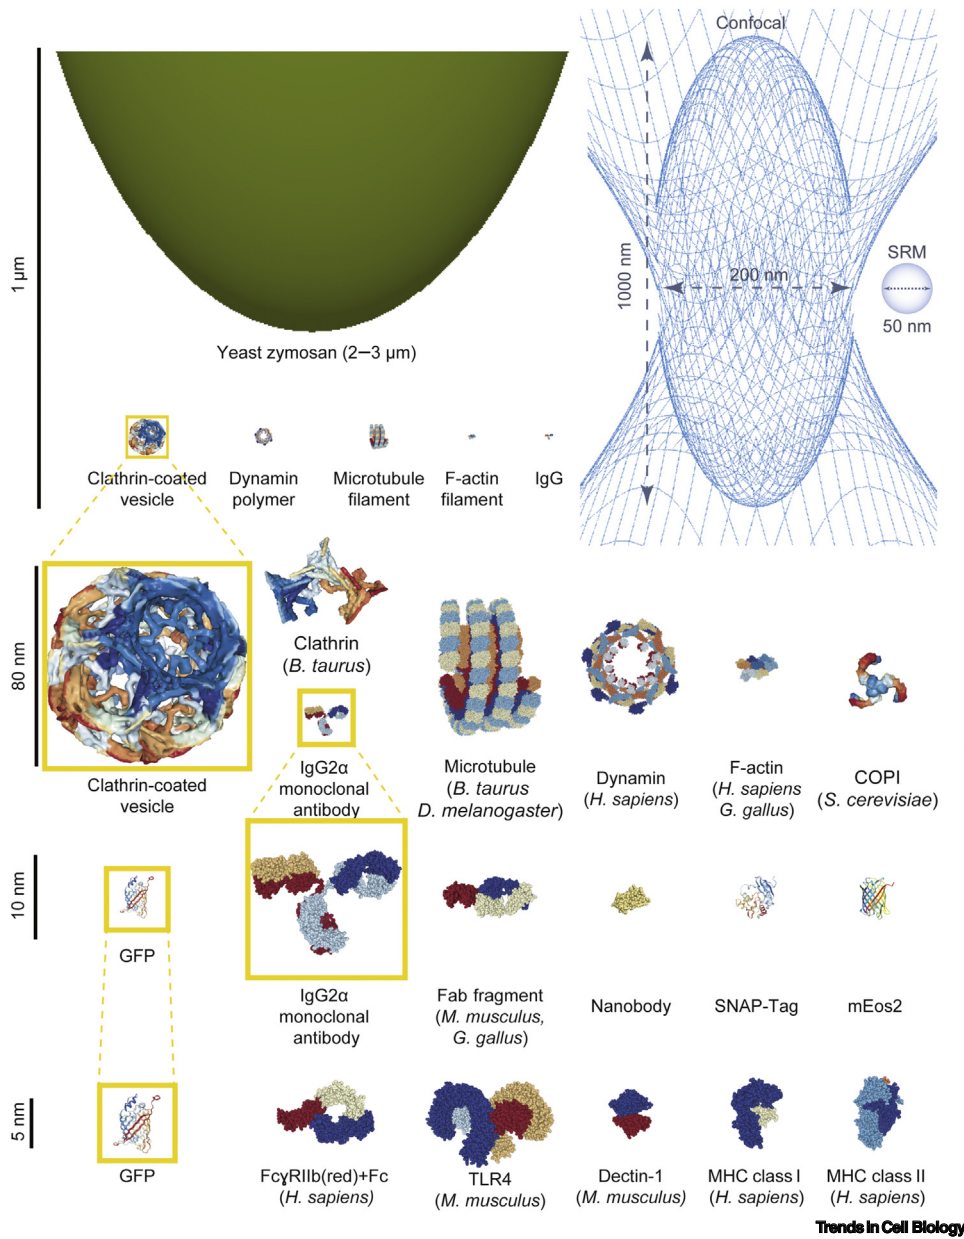 Confocal
1 μm
1000 nm
200 nm
SRM
50 nm
Yeast zymosan (2–3 μm)
Clathrin-coated
vesicle
Dynamin
polymer
Microtubule
filament
F-actin
filament
IgG
80 nm
Clathrin-coated
vesicle
Clathrin
(B. taurus)
IgG2α
monoclonal
antibody
Microtubule
(B. taurus
D. melanogaster)
Dynamin
(H. sapiens)
F-actin
(H. sapiens
G. gallus)
COPI
(S. cerevisiae)
10 nm
GFP
IgG2α
monoclonal
antibody
Fab fragment
(M. musculus,
G. gallus)
Nanobody
SNAP-Tag
mEos2
5 nm
GFP
FcɣRIIb(red)+Fc
(H. sapiens)
TLR4
(M. musculus)
Dectin-1
(M. musculus)
MHC class I
(H. sapiens)
MHC class II
(H. sapiens)
Trends in Cell Biology